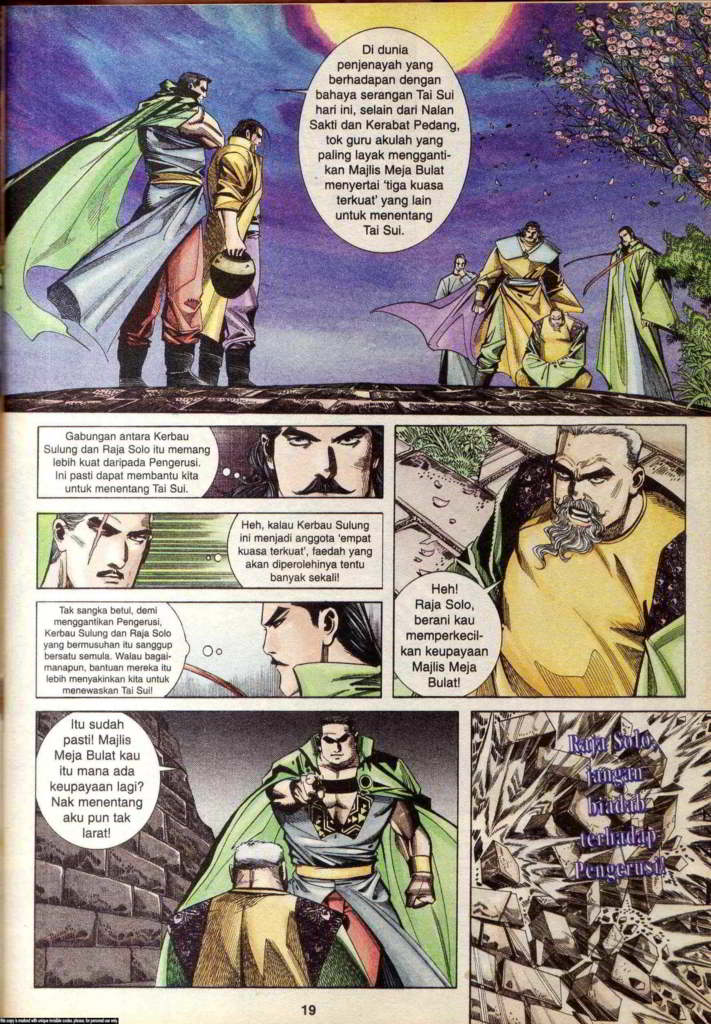 Di dunia
penjenayah yang
berhadapan dengan
bahaya serangan Tai Sui
hari ini, selain dari Nalan
Sakti dan Kerabat Pedang,
tok guru akulah yang
paling layak mengganti-
kan Majlis Meja Bulat
menyertai 'tiga kuasa
terkuat' yang lain
untuk menentang
Tai Sui.
Gabungan antara Kerbau
Sulung dan Raja Solo itu memang
lebih kuat daripada Pengerusi.
Ini pasti dapat membantu kita
untuk menentang Tai Sui.
Heh, kalau Kerbau Sulung
ini menjadi anggota 'empat
kuasa terkuat', faedah yang
akan diperolehinya tentu
banyak sekali!
Tak sangka betul, demi
menggantikan Pengerusi,
Kerbau Sulung dan Raja Solo
yang bermusuhan itu sanggup
bersatu semula. Walau bagai-
manapun, bantuan mereka itu
lebih menyakinkan kita untuk
menewaskan Tai Sui!
Heh!
Raja Solo,
berani kau
memperkecil-
kan keupayaan
Majlis Meja
Bulat!
Itu sudah
pasti! Majlis
Meja Bulat kau
itu mana ada
keupayaan lagi?
Nak menentang
aku pun tak
larat!
Raja Solo,
jangan
biadab
terhadap
Pengerusi!
19